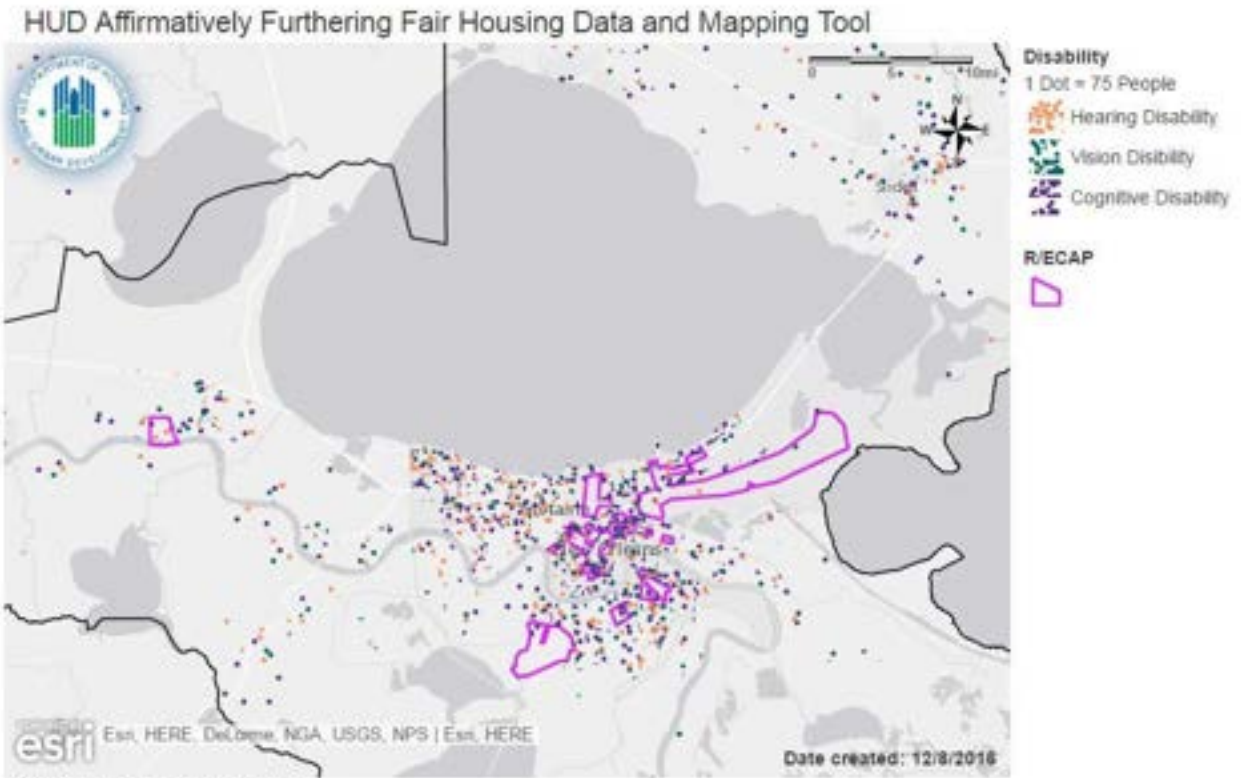 HUD Affirmatively Furthering Fair Housing Data and Mapping Tool
0 5 10mi
N
W E
Disability
1 Dot = 75 People
Hearing Disability
Vision Disibility
Cognitive Disability
R/ECAP
esri
Esri, HERE, DeLorme, NGA, USGS, NPS | Esri, HERE
Date created: 12/8/2016